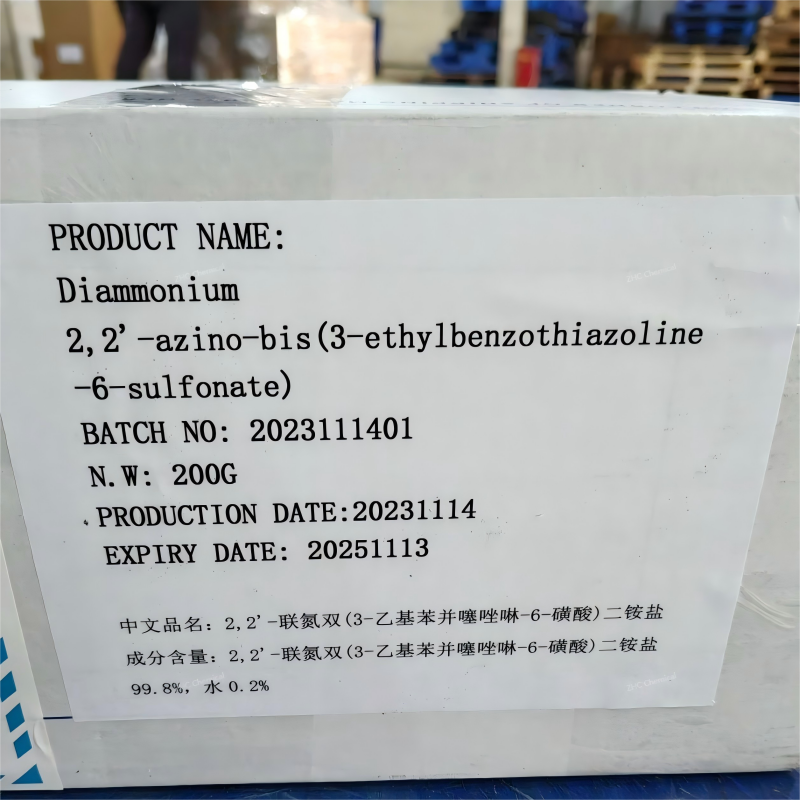 PRODUCT NAME:
Diammonium
2,2'-azino-bis(3-ethylbenzothiazoline
-6-sulfonate)
BATCH NO: 2023111401
N.W: 200G
PRODUCTION DATE:20231114
EXPIRY DATE: 20251113
中文品名：2,2'-联氮双(3-乙基苯并噻唑啉-6-磺酸)二铵盐
成分含量：2,2'-联氮双(3-乙基苯并噻唑啉-6-磺酸)二铵盐
99.8%，水 0.2%